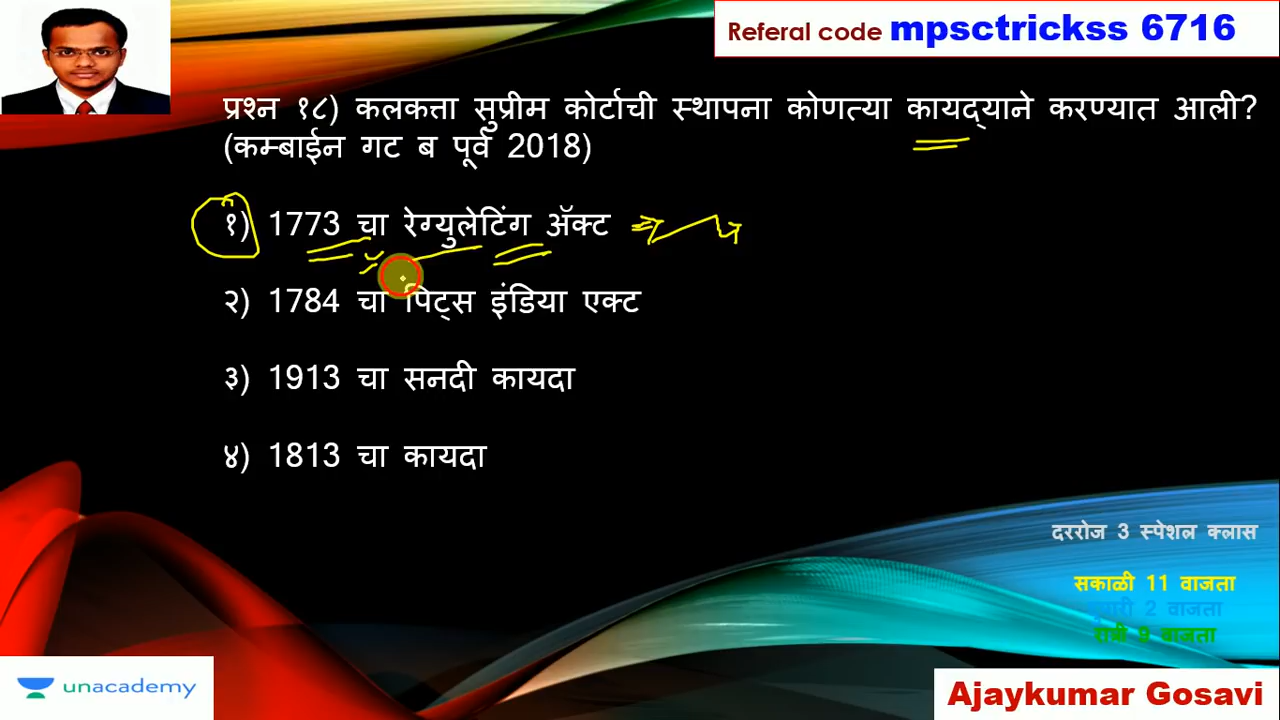 Referal code mpsctrickss 6716
प्रश्न १८) कलकत्ता सुप्रीम कोर्टाची स्थापना कोणत्या कायद्याने करण्यात आली?
(कम्बाईन गट ब पूर्व 2018)
१) 1773 चा रेग्युलेटिंग ॲक्ट
२) 1784 चा पिट्स इंडिया एक्ट
३) 1913 चा सनदी कायदा
४) 1813 चा कायदा
दररोज 3 स्पेशल क्लास
सकाळी 11 वाजता
2 वाजता
रात्री 9 वाजता
unacademy
Ajaykumar Gosavi